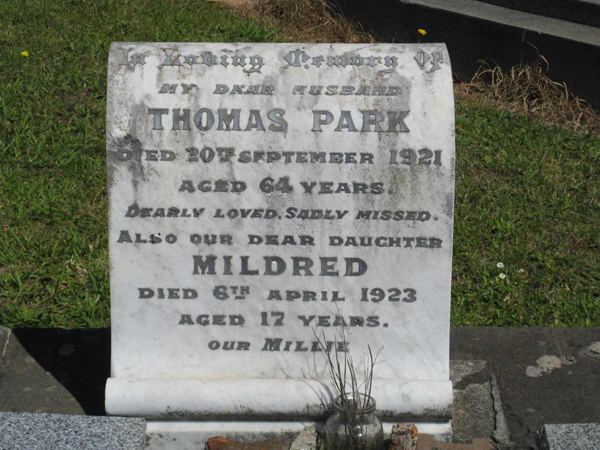 In Loving Memory Of
MY DEAR HUSBAND
THOMAS PARK
DIED 20TH SEPTEMBER 1921
AGED 64 YEARS.
DEARLY LOVED, SADLY MISSED.
ALSO OUR DEAR DAUGHTER
MILDRED
DIED 6TH APRIL 1923
AGED 17 YEARS.
OUR MILLIE